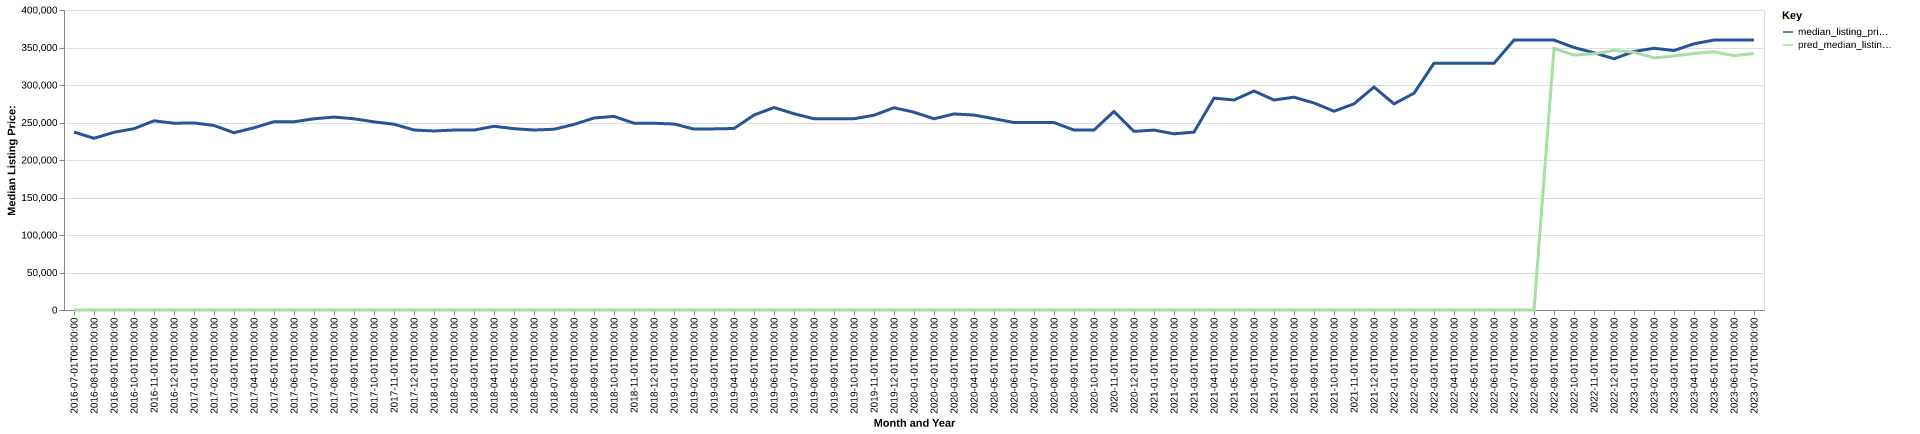 400,000
350,000
300,000
250,000
200,000
150,000
100,000
50,000
0
Median Listing Price:
2016-07-01T00:00:00
2016-08-01T00:00:00
2016-09-01T00:00:00
2016-10-01T00:00:00
2016-11-01T00:00:00
2016-12-01T00:00:00
2017-01-01T00:00:00
2017-02-01T00:00:00
2017-03-01T00:00:00
2017-04-01T00:00:00
2017-05-01T00:00:00
2017-06-01T00:00:00
2017-07-01T00:00:00
2017-08-01T00:00:00
2017-09-01T00:00:00
2017-10-01T00:00:00
2017-11-01T00:00:00
2017-12-01T00:00:00
2018-01-01T00:00:00
2018-02-01T00:00:00
2018-03-01T00:00:00
2018-04-01T00:00:00
2018-05-01T00:00:00
2018-06-01T00:00:00
2018-07-01T00:00:00
2018-08-01T00:00:00
2018-09-01T00:00:00
2018-10-01T00:00:00
2018-11-01T00:00:00
2018-12-01T00:00:00
2019-01-01T00:00:00
2019-02-01T00:00:00
2019-03-01T00:00:00
2019-04-01T00:00:00
2019-05-01T00:00:00
2019-06-01T00:00:00
2019-07-01T00:00:00
2019-08-01T00:00:00
2019-09-01T00:00:00
2019-10-01T00:00:00
2019-11-01T00:00:00
2019-12-01T00:00:00
2020-01-01T00:00:00
2020-02-01T00:00:00
2020-03-01T00:00:00
2020-04-01T00:00:00
2020-05-01T00:00:00
2020-06-01T00:00:00
2020-07-01T00:00:00
2020-08-01T00:00:00
2020-09-01T00:00:00
2020-10-01T00:00:00
2020-11-01T00:00:00
2020-12-01T00:00:00
2021-01-01T00:00:00
2021-02-01T00:00:00
2021-03-01T00:00:00
2021-04-01T00:00:00
2021-05-01T00:00:00
2021-06-01T00:00:00
2021-07-01T00:00:00
2021-08-01T00:00:00
2021-09-01T00:00:00
2021-10-01T00:00:00
2021-11-01T00:00:00
2021-12-01T00:00:00
2022-01-01T00:00:00
2022-02-01T00:00:00
2022-03-01T00:00:00
2022-04-01T00:00:00
2022-05-01T00:00:00
2022-06-01T00:00:00
2022-07-01T00:00:00
2022-08-01T00:00:00
2022-09-01T00:00:00
2022-10-01T00:00:00
2022-11-01T00:00:00
2022-12-01T00:00:00
2023-01-01T00:00:00
2023-02-01T00:00:00
2023-03-01T00:00:00
2023-04-01T00:00:00
2023-05-01T00:00:00
2023-06-01T00:00:00
2023-07-01T00:00:00
Month and Year
Key
median_listing_pri…
pred_median_listin…